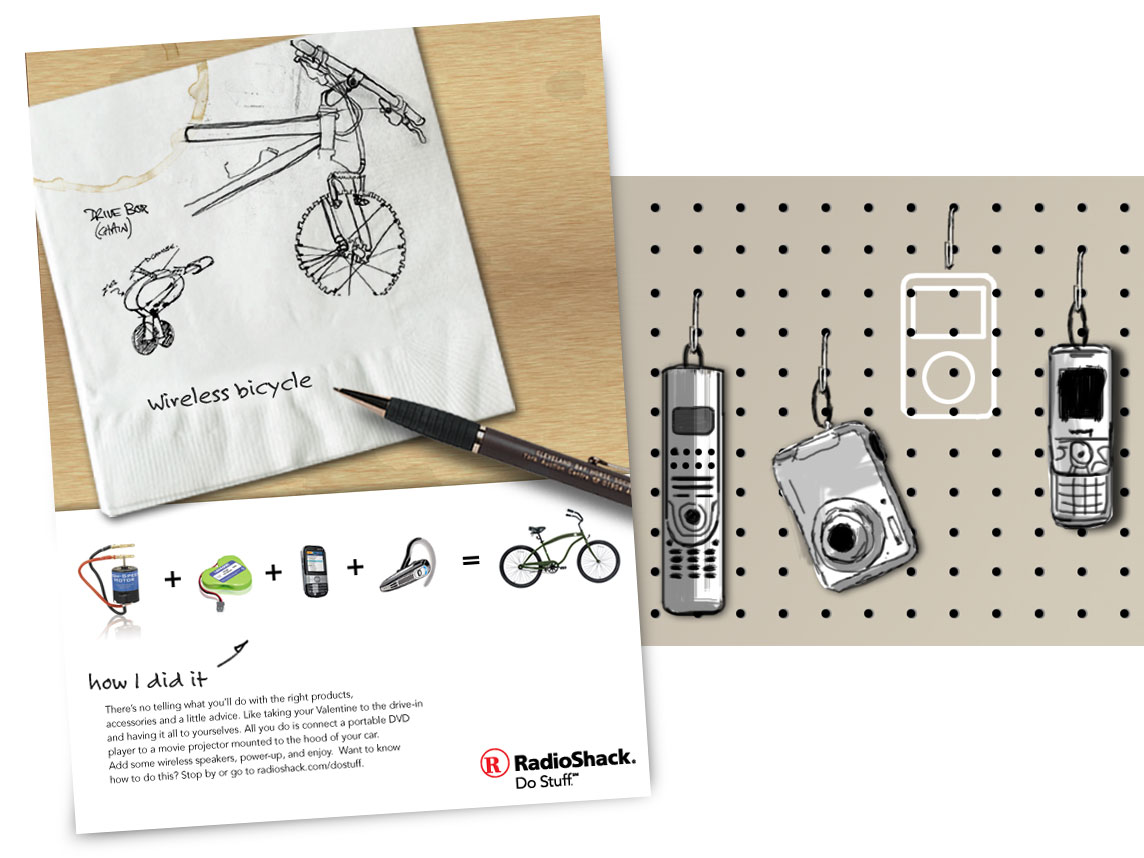 DRIVE BOX
(CHAIN)
Wireless bicycle
how I did it
There's no telling what you'll do with the right products,
accessories and a little advice. Like taking your Valentine to the drive-in
and having it all to yourselves. All you do is connect a portable DVD
player to a movie projector mounted to the hood of your car.
Add some wireless speakers, power-up, and enjoy. Want to know
how to do this? Stop by or go to radioshack.com/dostuff.
R RadioShack.
Do Stuff.℠
CLEVELAND BAY HORSE
MOTOR
+ + + =